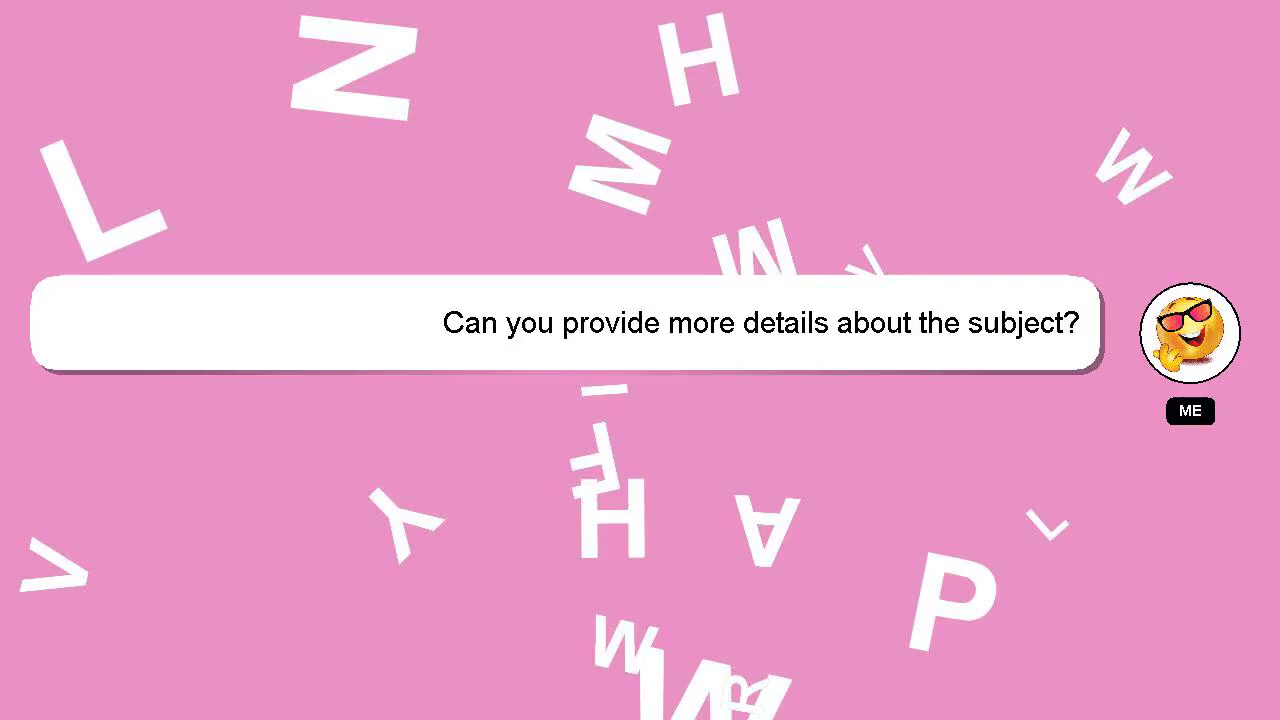 N
H
M
L
W
W
V
Can you provide more details about the subject?
ME
I
F
H
A
Y
L
V
P
W
W
R